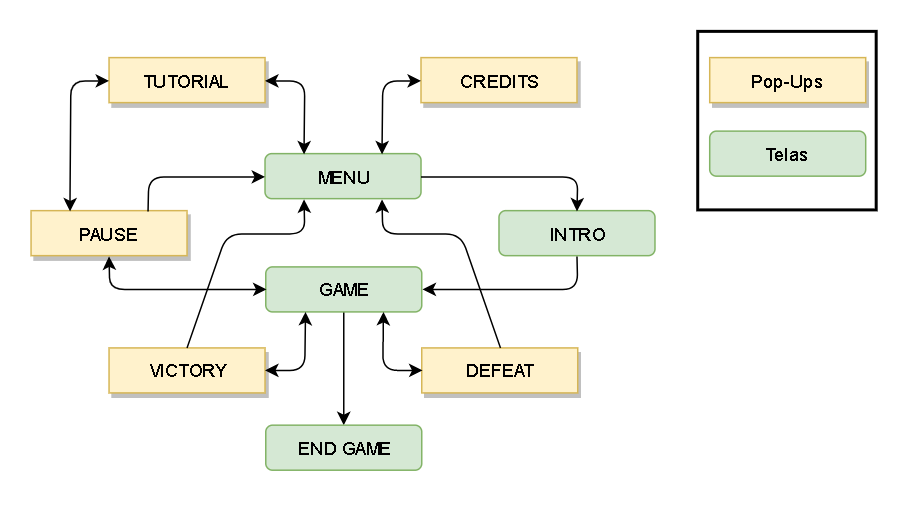 TUTORIAL
CREDITS
Pop-Ups
Telas
MENU
PAUSE
INTRO
GAME
VICTORY
DEFEAT
END GAME